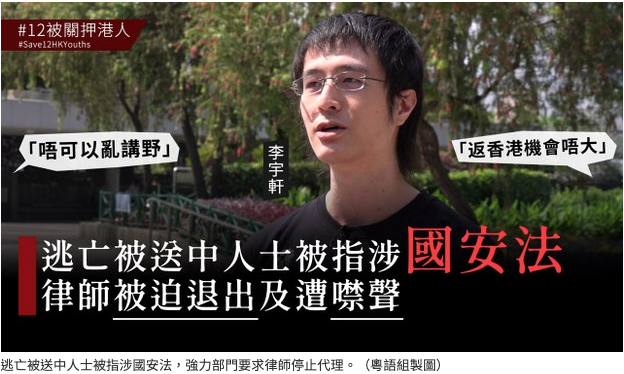 #12被關押港人
#Save12HKYouths
「唔可以亂講野」
「返香港機會唔大」
李宇軒
逃亡被送中人士被指涉國安法
律師被迫退出及遭噤聲
逃亡被送中人士被指涉國安法，強力部門要求律師停止代理。（粵語組製圖）